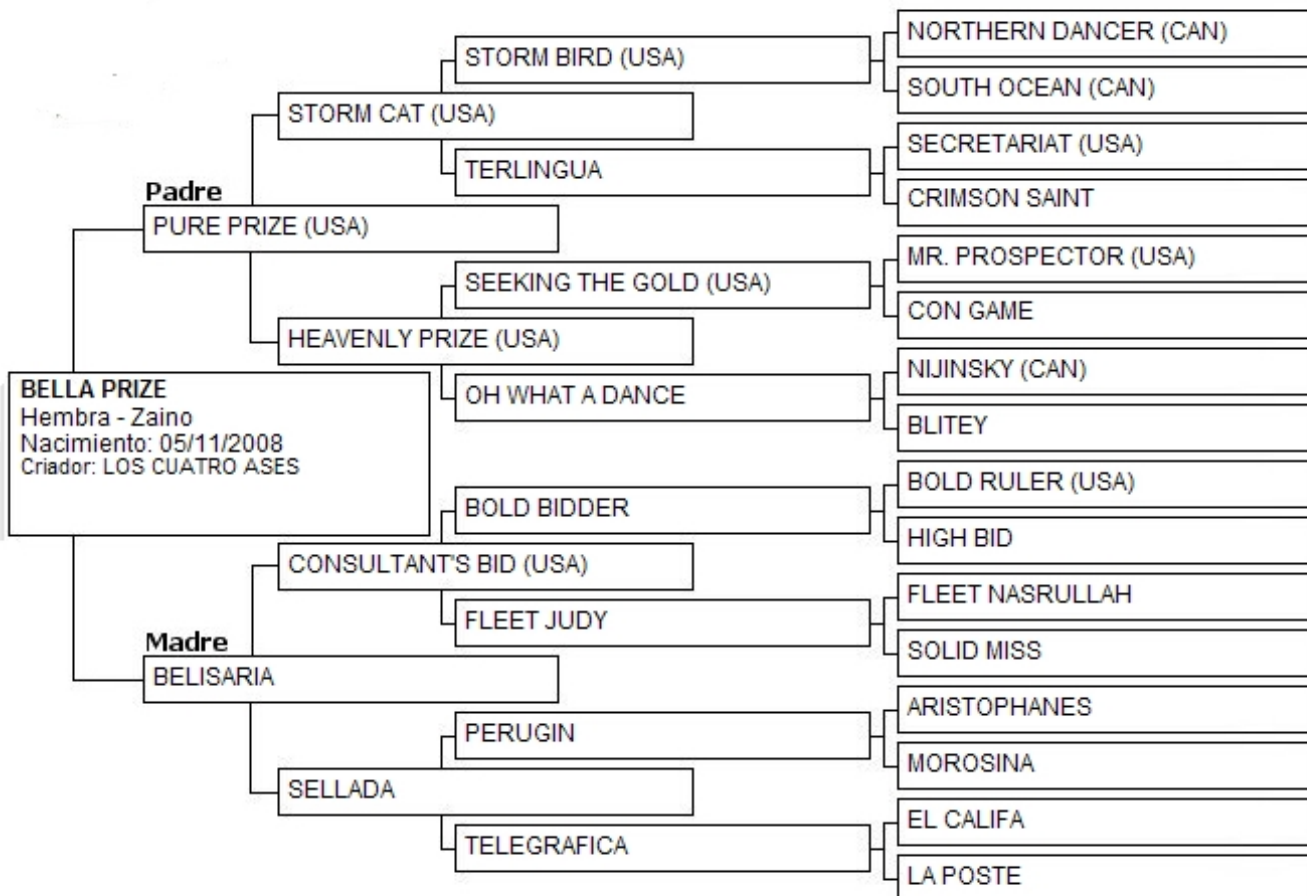 NORTHERN DANCER (CAN)
STORM BIRD (USA)
SOUTH OCEAN (CAN)
STORM CAT (USA)
SECRETARIAT (USA)
TERLINGUA
CRIMSON SAINT
Padre
PURE PRIZE (USA)
MR. PROSPECTOR (USA)
SEEKING THE GOLD (USA)
CON GAME
HEAVENLY PRIZE (USA)
NIJINSKY (CAN)
OH WHAT A DANCE
BLITEY
BELLA PRIZE
Hembra - Zaino
Nacimiento: 05/11/2008
Criador: LOS CUATRO ASES
BOLD RULER (USA)
BOLD BIDDER
HIGH BID
CONSULTANT'S BID (USA)
FLEET NASRULLAH
FLEET JUDY
SOLID MISS
Madre
BELISARIA
ARISTOPHANES
PERUGIN
MOROSINA
SELLADA
EL CALIFA
TELEGRAFICA
LA POSTE